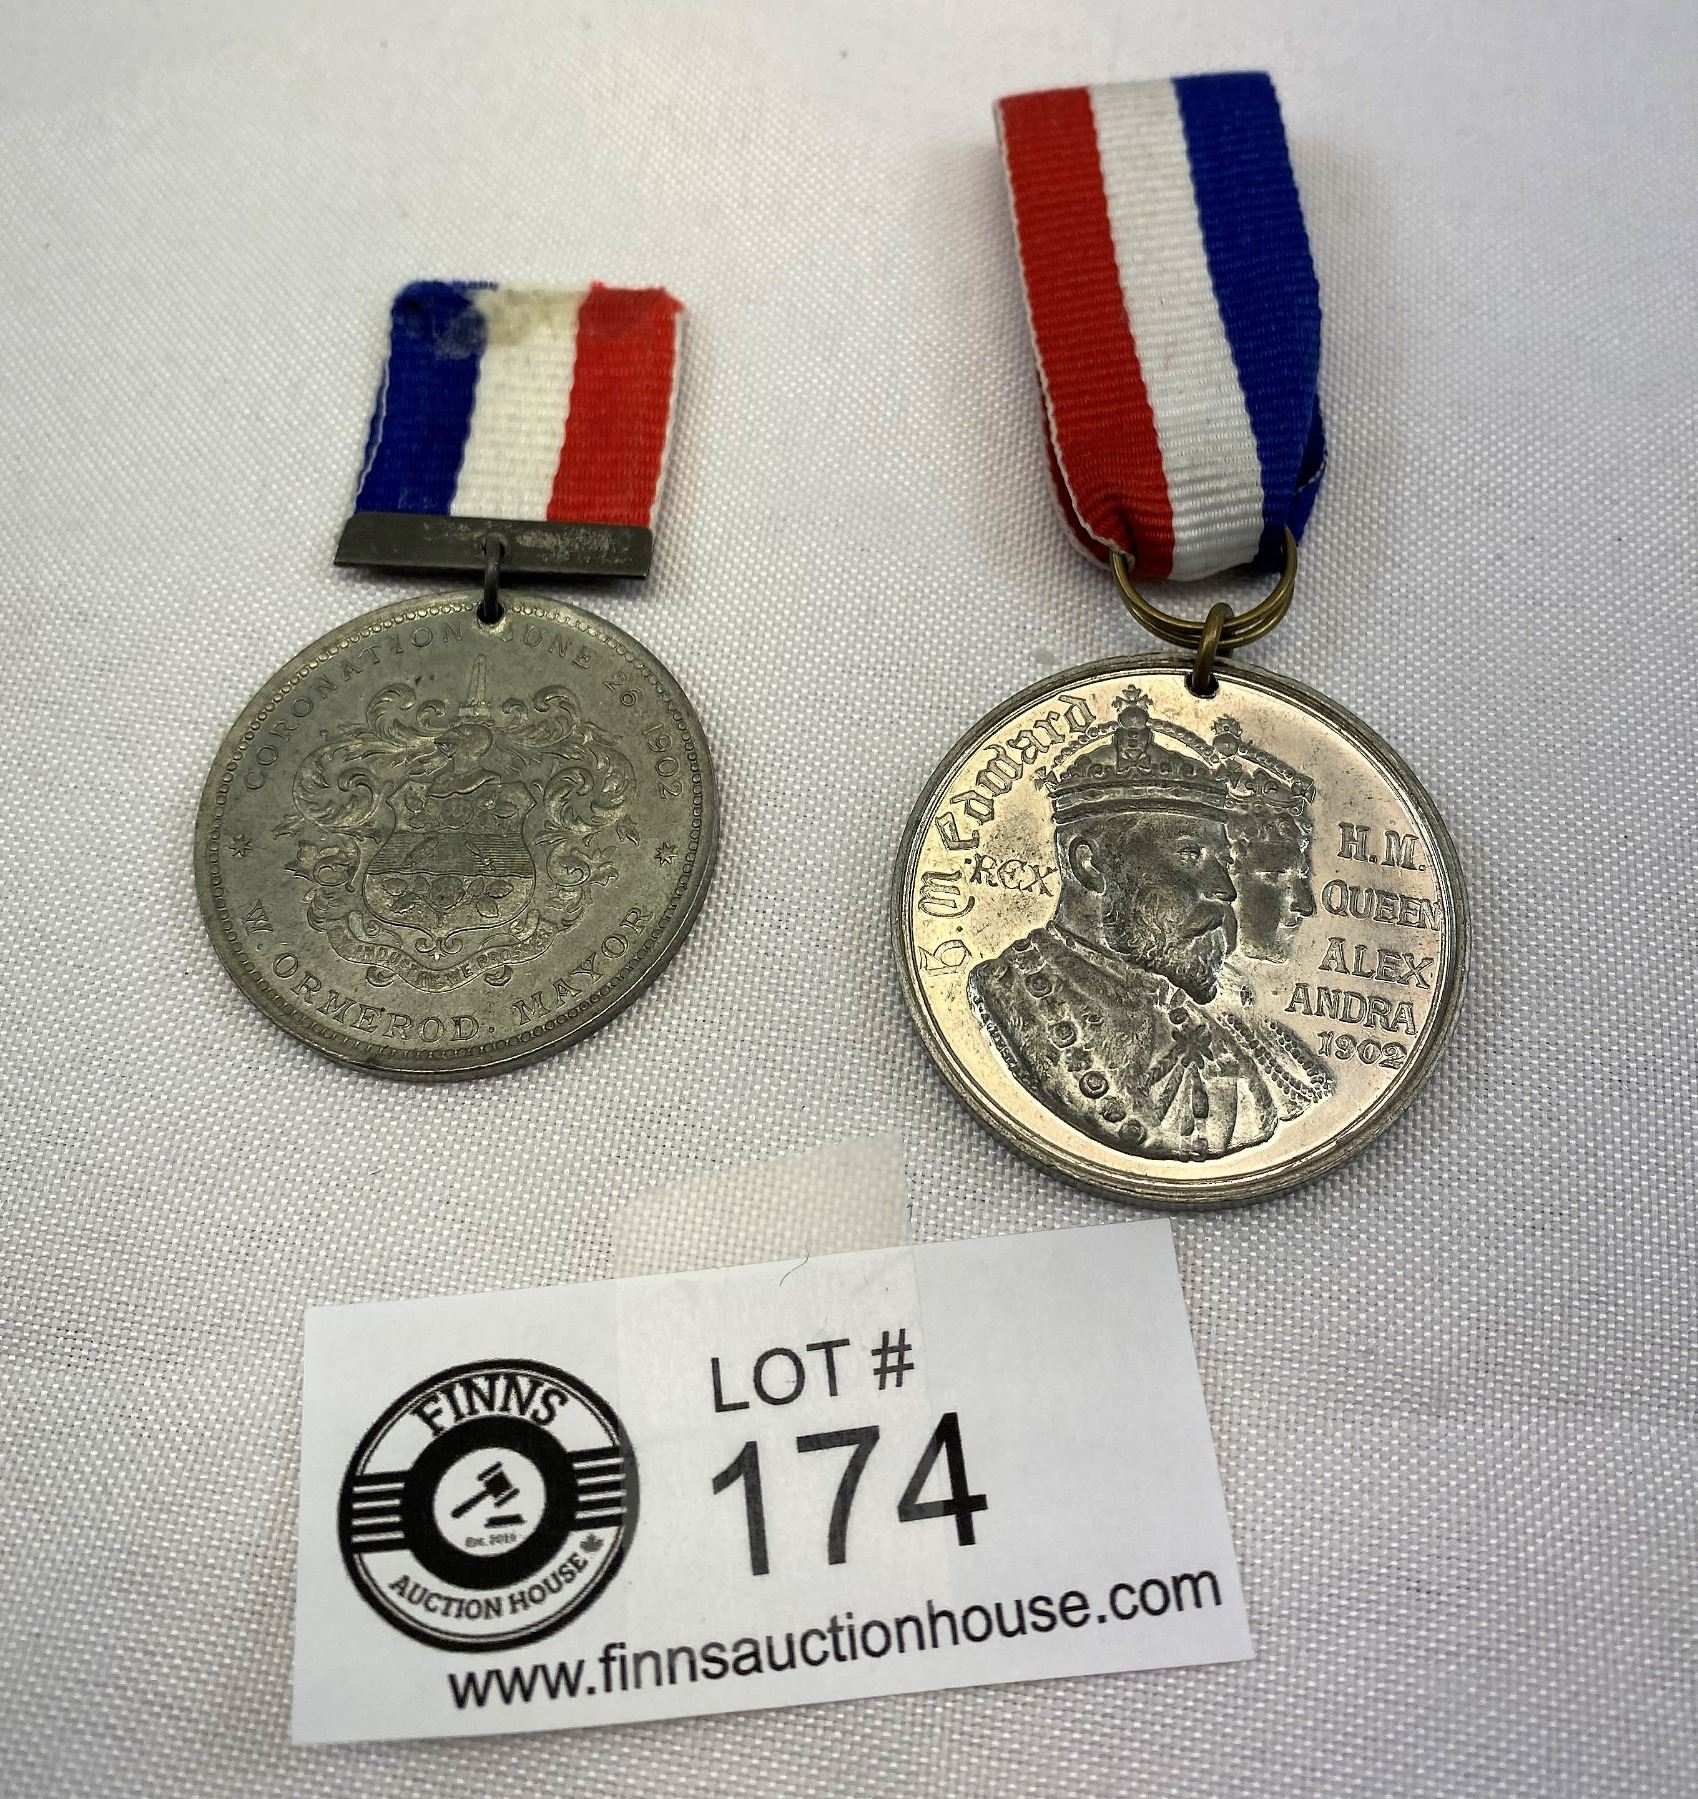 CORONATION JUNE 26 1902
W. ORMEROD. MAYOR
H. M. Edward
REX
H.M.
QUEEN
ALEX
ANDRA
1902
LOT #
174
FINNS
AUCTION HOUSE
www.finnsauctionhouse.com